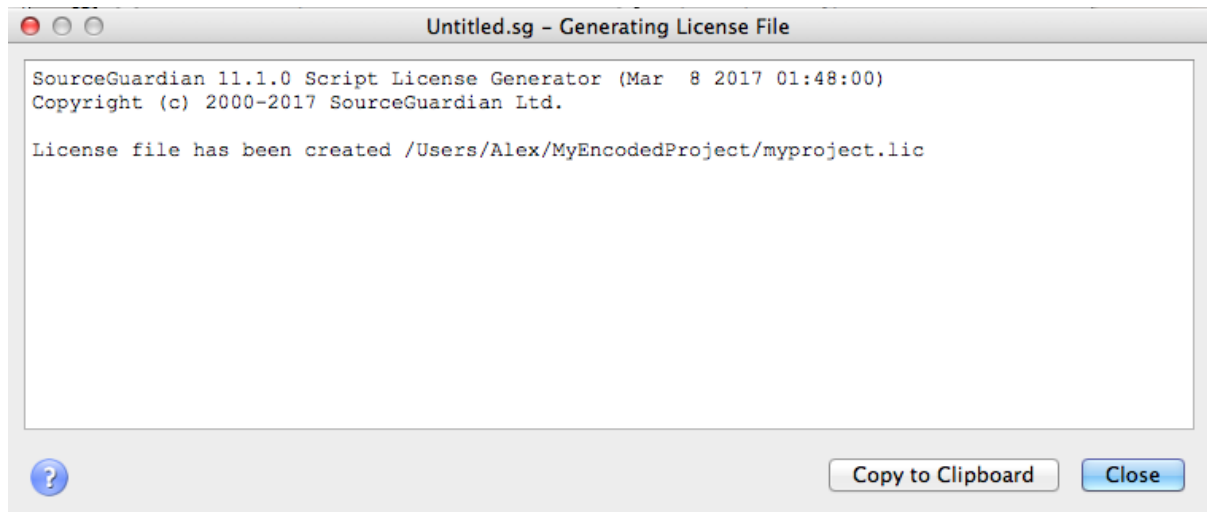 Untitled.sg – Generating License File
SourceGuardian 11.1.0 Script License Generator (Mar  8 2017 01:48:00)
Copyright (c) 2000-2017 SourceGuardian Ltd.
License file has been created /Users/Alex/MyEncodedProject/myproject.lic
?
Copy to Clipboard
Close